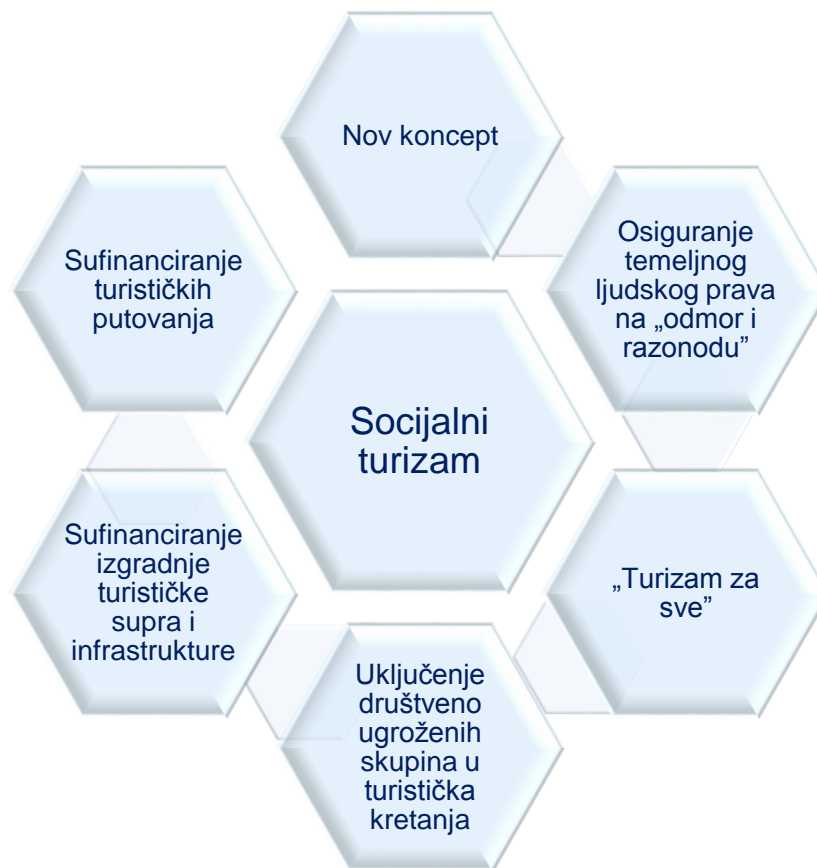 Nov koncept
Osiguranje
temeljnog
ljudskog prava
na „odmor i
razonodu”
Sufinanciranje
turističkih
putovanja
Socijalni
turizam
„Turizam za
sve”
Sufinanciranje
izgradnje
turističke
supra i
infrastrukture
Uključenje
društveno
ugroženih
skupina u
turistička
kretanja